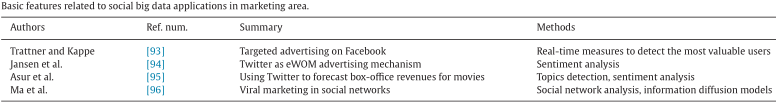 Basic features related to social big data applications in marketing area.
Authors Ref. num. Summary Methods
Trattner and Kappe [93] Targeted advertising on Facebook Real-time measures to detect the most valuable users
Jansen et al. [94] Twitter as eWOM advertising mechanism Sentiment analysis
Asur et al. [95] Using Twitter to forecast box-office revenues for movies Topics detection, sentiment analysis
Ma et al. [96] Viral marketing in social networks Social network analysis, information diffusion models